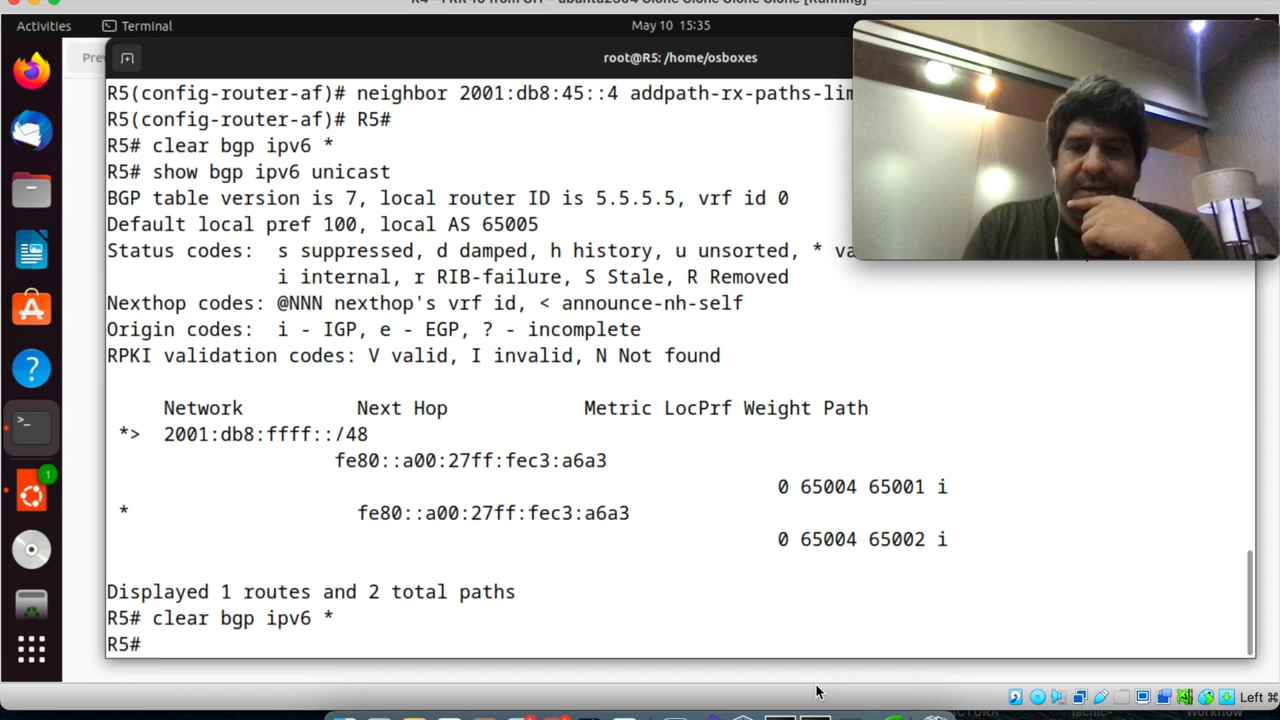 Activities
Terminal
May 10 15:35
root@R5: /home/osboxes
R5(config-router-af)# neighbor 2001:db8:45::4 addpath-rx-paths-lim
R5(config-router-af)# R5#
R5# clear bgp ipv6 *
R5# show bgp ipv6 unicast
BGP table version is 7, local router ID is 5.5.5.5, vrf id 0
Default local pref 100, local AS 65005
Status codes:  s suppressed, d damped, h history, u unsorted, * va
i internal, r RIB-failure, S Stale, R Removed
Nexthop codes: @NNN nexthop's vrf id, < announce-nh-self
Origin codes:  i - IGP, e - EGP, ? - incomplete
RPKI validation codes: V valid, I invalid, N Not found
Network          Next Hop            Metric LocPrf Weight Path
*>  2001:db8:ffff::/48
fe80::a00:27ff:fec3:a6a3
0 65004 65001 i
*                    fe80::a00:27ff:fec3:a6a3
0 65004 65002 i
Displayed 1 routes and 2 total paths
R5# clear bgp ipv6 *
R5#
1
Left ⌘